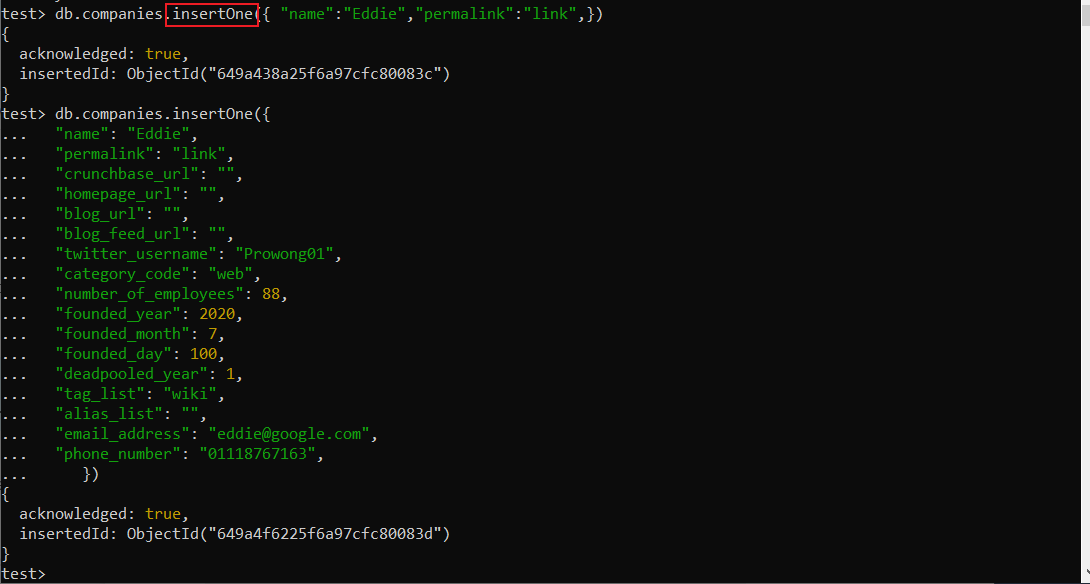 test> db.companies.insertOne({ "name":"Eddie","permalink":"link",})
{
  acknowledged: true,
  insertedId: ObjectId("649a438a25f6a97cfc80083c")
}
test> db.companies.insertOne({
...   "name": "Eddie",
...   "permalink": "link",
...   "crunchbase_url": "",
...   "homepage_url": "",
...   "blog_url": "",
...   "blog_feed_url": "",
...   "twitter_username": "Prowong01",
...   "category_code": "web",
...   "number_of_employees": 88,
...   "founded_year": 2020,
...   "founded_month": 7,
...   "founded_day": 100,
...   "deadpooled_year": 1,
...   "tag_list": "wiki",
...   "alias_list": "",
...   "email_address": "eddie@google.com",
...   "phone_number": "01118767163",
...      })
{
  acknowledged: true,
  insertedId: ObjectId("649a4f6225f6a97cfc80083d")
}
test>